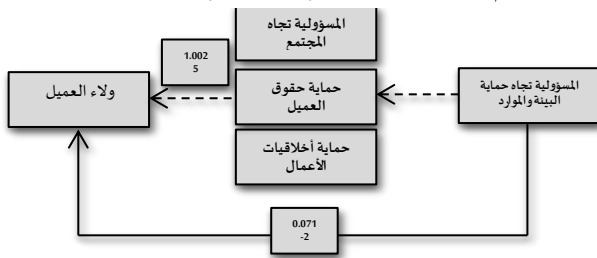 المسؤولية تجاه
المجتمع
1.002
5
ولاء العميل
حماية حقوق
العميل
المسؤولية تجاه حماية
البيئة والموارد
حماية أخلاقيات
الأعمال
0.071
-2